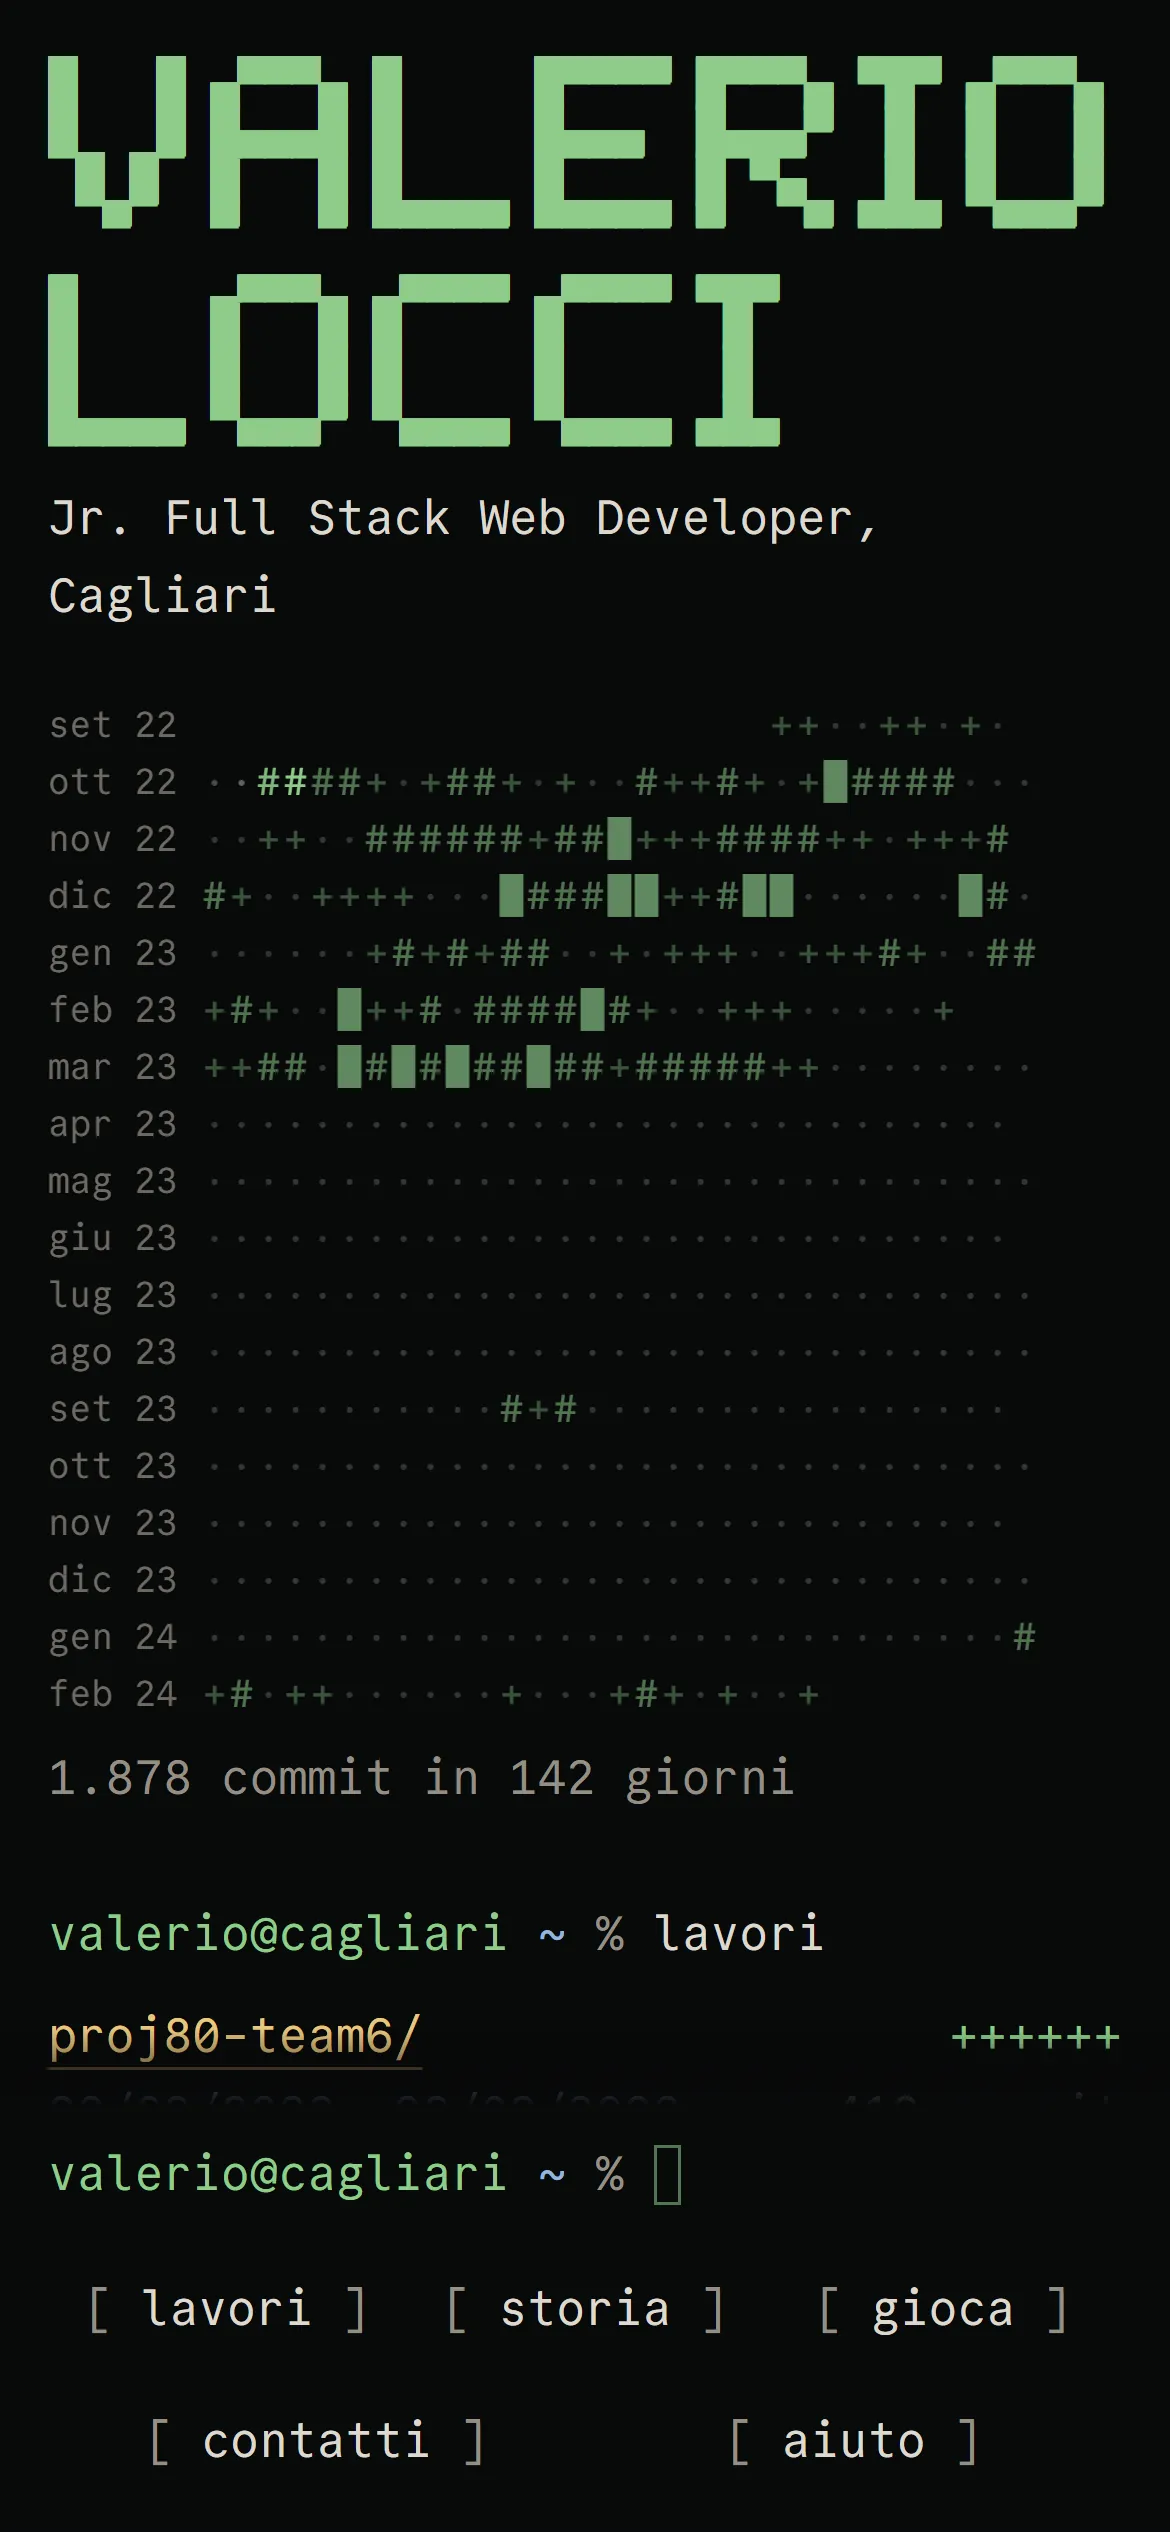 VALERIO
LOCCI
Jr. Full Stack Web Developer,
Cagliari
set 22 ++··++·+·
ott 22 ··####+·+##+·+··#++#+·+█####···
nov 22 ··++··######+##█+++####++·+++#
dic 22 #+··++++···█###██++#██······█#·
gen 23 ······+#+#+##··+·+++··+++#+··##
feb 23 +#+··█++#·####█#+··+++·····+
mar 23 ++##·█#█#█##█##+#####++········
apr 23 ······························
mag 23 ·······························
giu 23 ······························
lug 23 ·······························
ago 23 ·······························
set 23 ···········#+#················
ott 23 ·······························
nov 23 ······························
dic 23 ·······························
gen 24 ······························#
feb 24 +#·++······+···+#+·+··+
1.878 commit in 142 giorni
valerio@cagliari ~ % lavori
proj80-team6/ ++++++
valerio@cagliari ~ %
[ lavori ] [ storia ] [ gioca ]
[ contatti ] [ aiuto ]